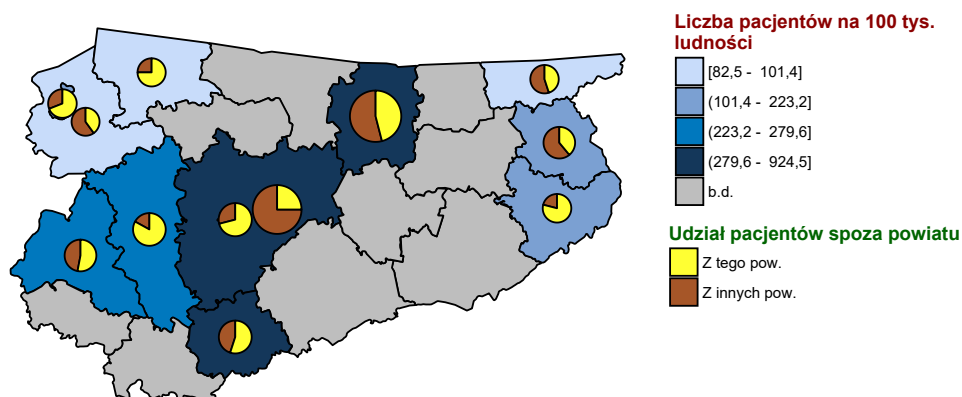 Liczba pacjentów na 100 tys.
ludności
[82,5 - 101,4]
(101,4 - 223,2]
(223,2 - 279,6]
(279,6 - 924,5]
b.d.
Udział pacjentów spoza powiatu
Z tego pow.
Z innych pow.